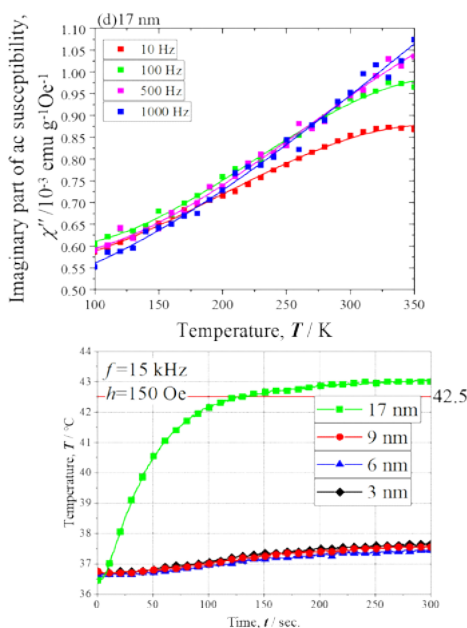 (d)17 nm
Imaginary part of ac susceptibility,
χ′′ /10⁻³ emu g⁻¹Oe⁻¹
1.10
1.05
1.00
0.95
0.90
0.85
0.80
0.75
0.70
0.65
0.60
0.55
0.50
10 Hz
100 Hz
500 Hz
1000 Hz
100 150 200 250 300 350
Temperature, T / K
f=15 kHz
h=150 Oe
42.5
17 nm
9 nm
6 nm
3 nm
Temperature, T / °C
44
43
42
41
40
39
38
37
36
0 50 100 150 200 250 300
Time, t / sec.